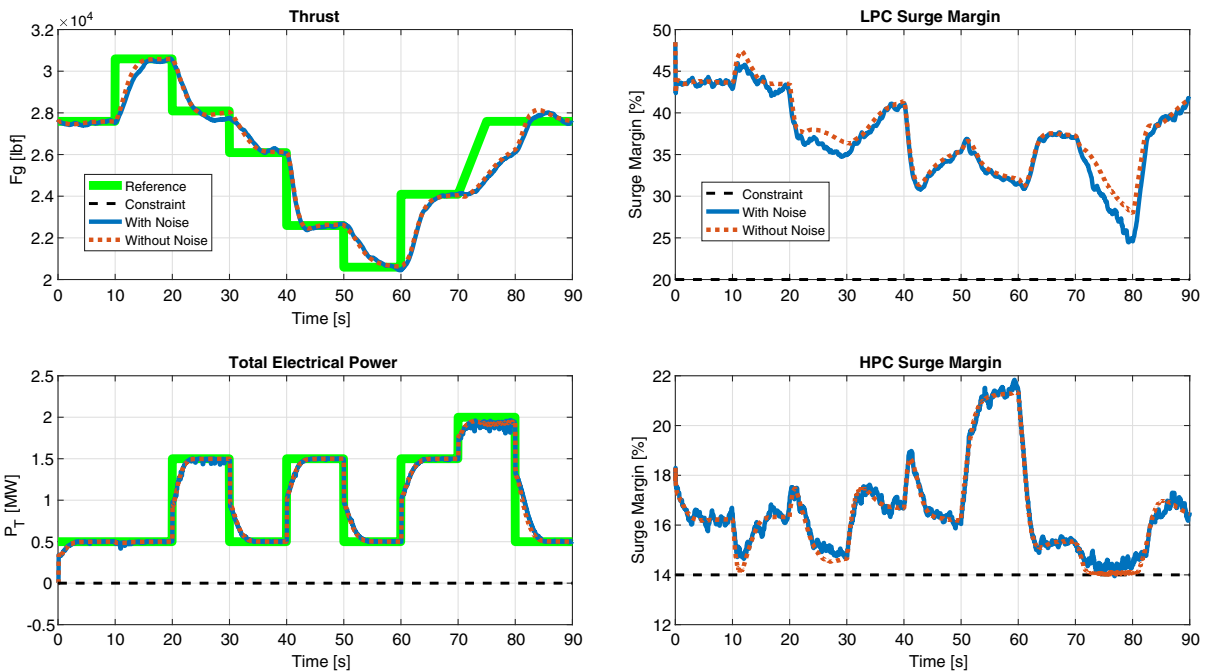 Thrust
×10⁴
3.2
3
2.8
2.6
2.4
2.2
2
Fg [lbf]
Reference
Constraint
With Noise
Without Noise
0 10 20 30 40 50 60 70 80 90
Time [s]
LPC Surge Margin
50
45
40
35
30
25
20
Surge Margin [%]
Constraint
With Noise
Without Noise
0 10 20 30 40 50 60 70 80 90
Time [s]
Total Electrical Power
2.5
2
1.5
1
0.5
0
-0.5
P_T [MW]
0 10 20 30 40 50 60 70 80 90
Time [s]
HPC Surge Margin
22
20
18
16
14
12
Surge Margin [%]
0 10 20 30 40 50 60 70 80 90
Time [s]